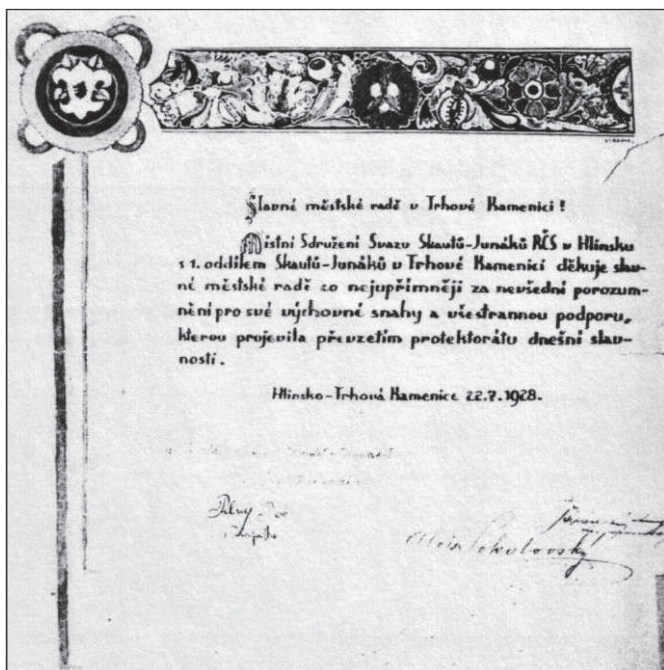 Slavné městské radě v Trhové Kamenici!
Místní Sdružení Svazu Skautů-Junáků RČS v Hlinsku
s 1. oddílem Skautů-Junáků v Trhové Kamenici děkuje slav-
né městské radě co nejupřímněji za nevšední porozum-
nění pro své výchovné snahy a všestrannou podporu,
kterou projevila převzetím protektorátu dnešní slav-
nosti.
Hlinsko-Trhová Kamenice 22.7.1928.
Sokolovský